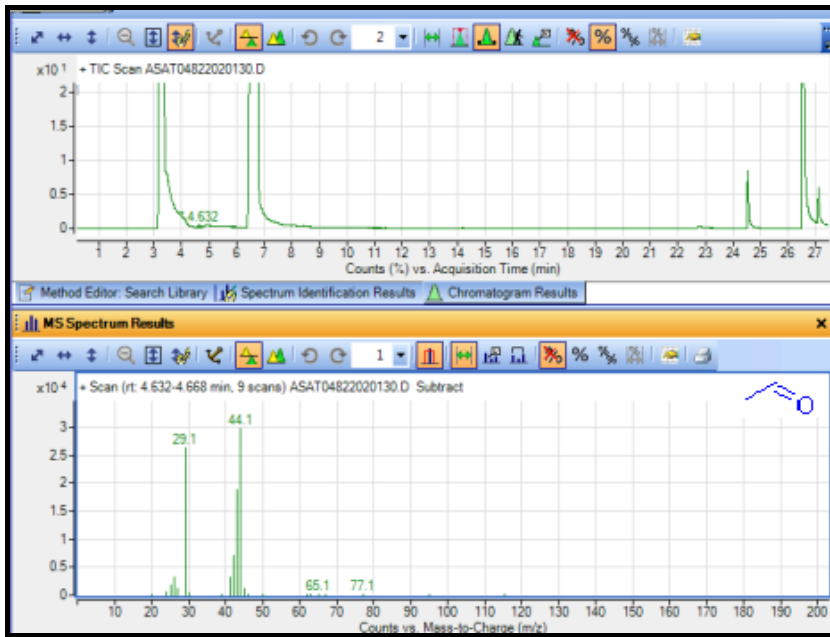 2
x10 1 + TIC Scan ASAT04822020130.D
2
1.5
1
0.5
0
4.632
1 2 3 4 5 6 7 8 9 10 11 12 13 14 15 16 17 18 19 20 21 22 23 24 25 26 27
Counts (%) vs. Acquisition Time (min)
Method Editor: Search Library Spectrum Identification Results Chromatogram Results
MS Spectrum Results
1
x10 4 + Scan (rt: 4.632-4.668 min, 9 scans) ASAT04822020130.D Subtract
O
3
2.5
2
1.5
1
0.5
0
44.1
29.1
65.1 77.1
10 20 30 40 50 60 70 80 90 100 110 120 130 140 150 160 170 180 190 200
Counts vs. Mass-to-Charge (m/z)